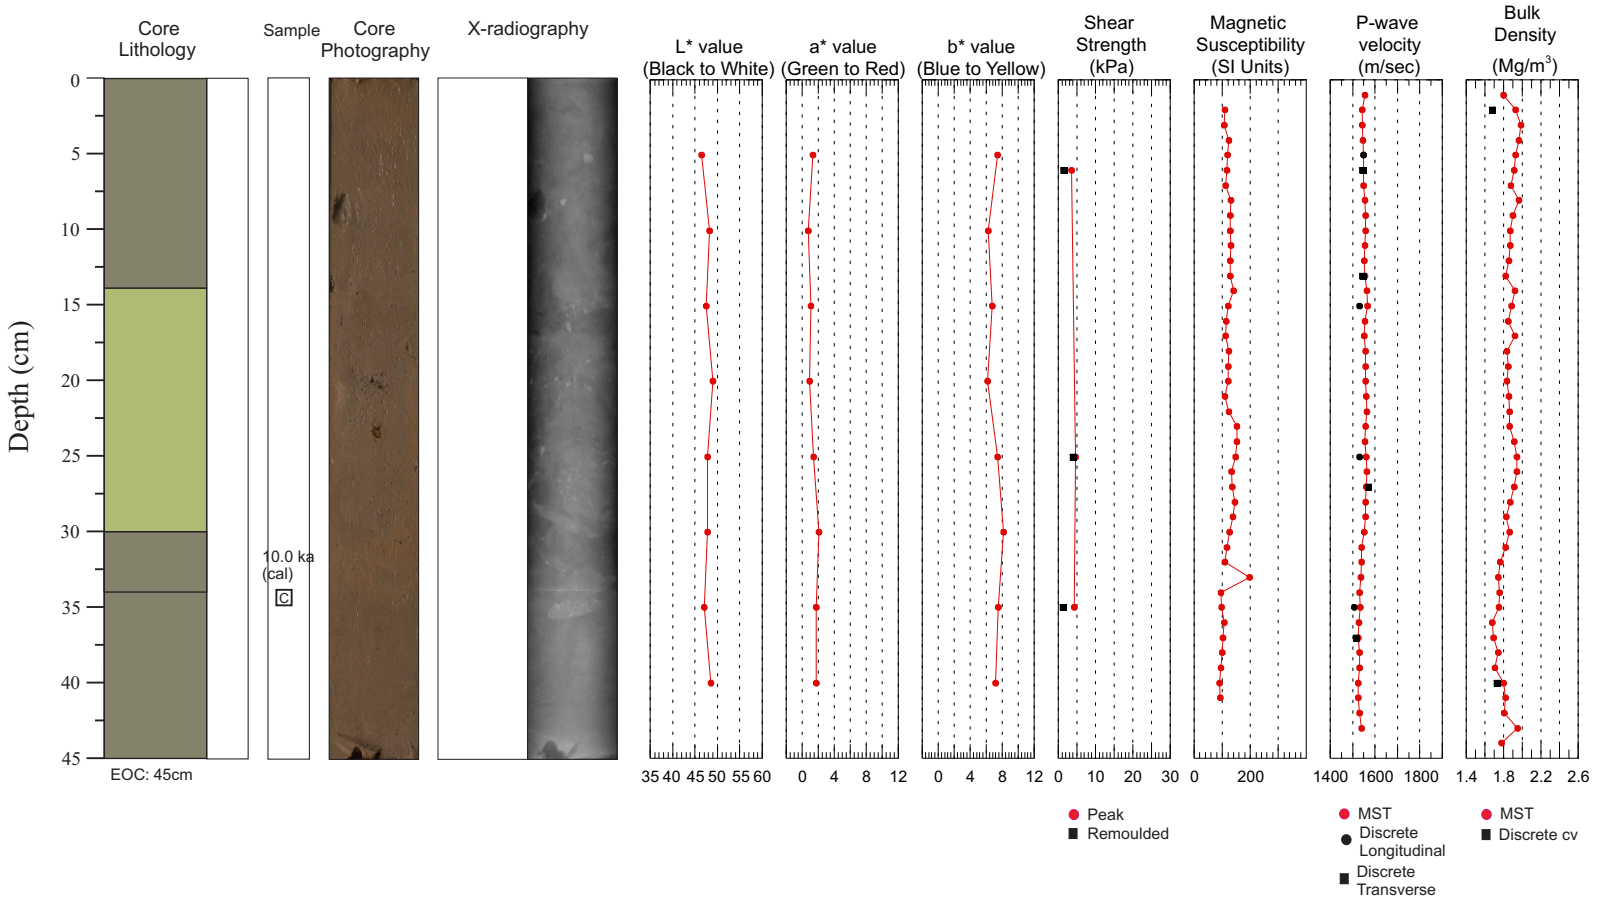 Core
Lithology
Sample
Core
Photography
X-radiography
L* value
(Black to White)
a* value
(Green to Red)
b* value
(Blue to Yellow)
Shear
Strength
(kPa)
Magnetic
Susceptibility
(SI Units)
P-wave
velocity
(m/sec)
Bulk
Density
(Mg/m³)
Depth (cm)
0
5
10
15
20
25
30
35
40
45
10.0 ka
(cal)
C
EOC: 45cm
35 40 45 50 55 60
0 4 8 12
0 4 8 12
0 10 20 30
0 200
1400 1600 1800
1.4 1.8 2.2 2.6
Peak
Remoulded
MST
Discrete
Longitudinal
Discrete
Transverse
MST
Discrete cv